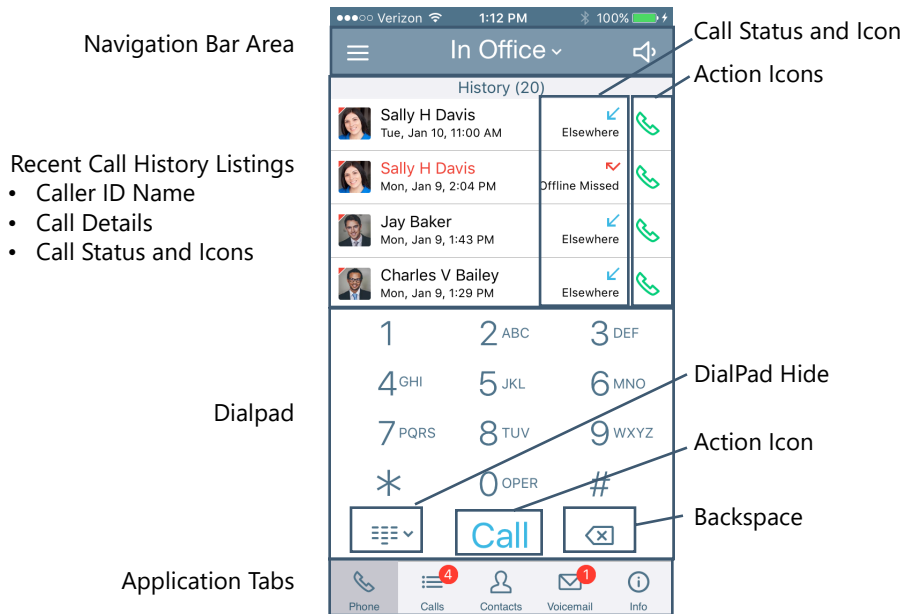 Verizon 1:12 PM 100%
Navigation Bar Area
In Office
Call Status and Icon
Action Icons
History (20)
Sally H Davis
Tue, Jan 10, 11:00 AM
Elsewhere
Sally H Davis
Mon, Jan 9, 2:04 PM
Offline Missed
Jay Baker
Mon, Jan 9, 1:43 PM
Elsewhere
Charles V Bailey
Mon, Jan 9, 1:29 PM
Elsewhere
Recent Call History Listings
• Caller ID Name
• Call Details
• Call Status and Icons
1 2 ABC 3 DEF
4 GHI 5 JKL 6 MNO
7 PQRS 8 TUV 9 WXYZ
* 0 OPER #
Call
Dialpad
DialPad Hide
Action Icon
Backspace
Application Tabs
4 1
Phone Calls Contacts Voicemail Info